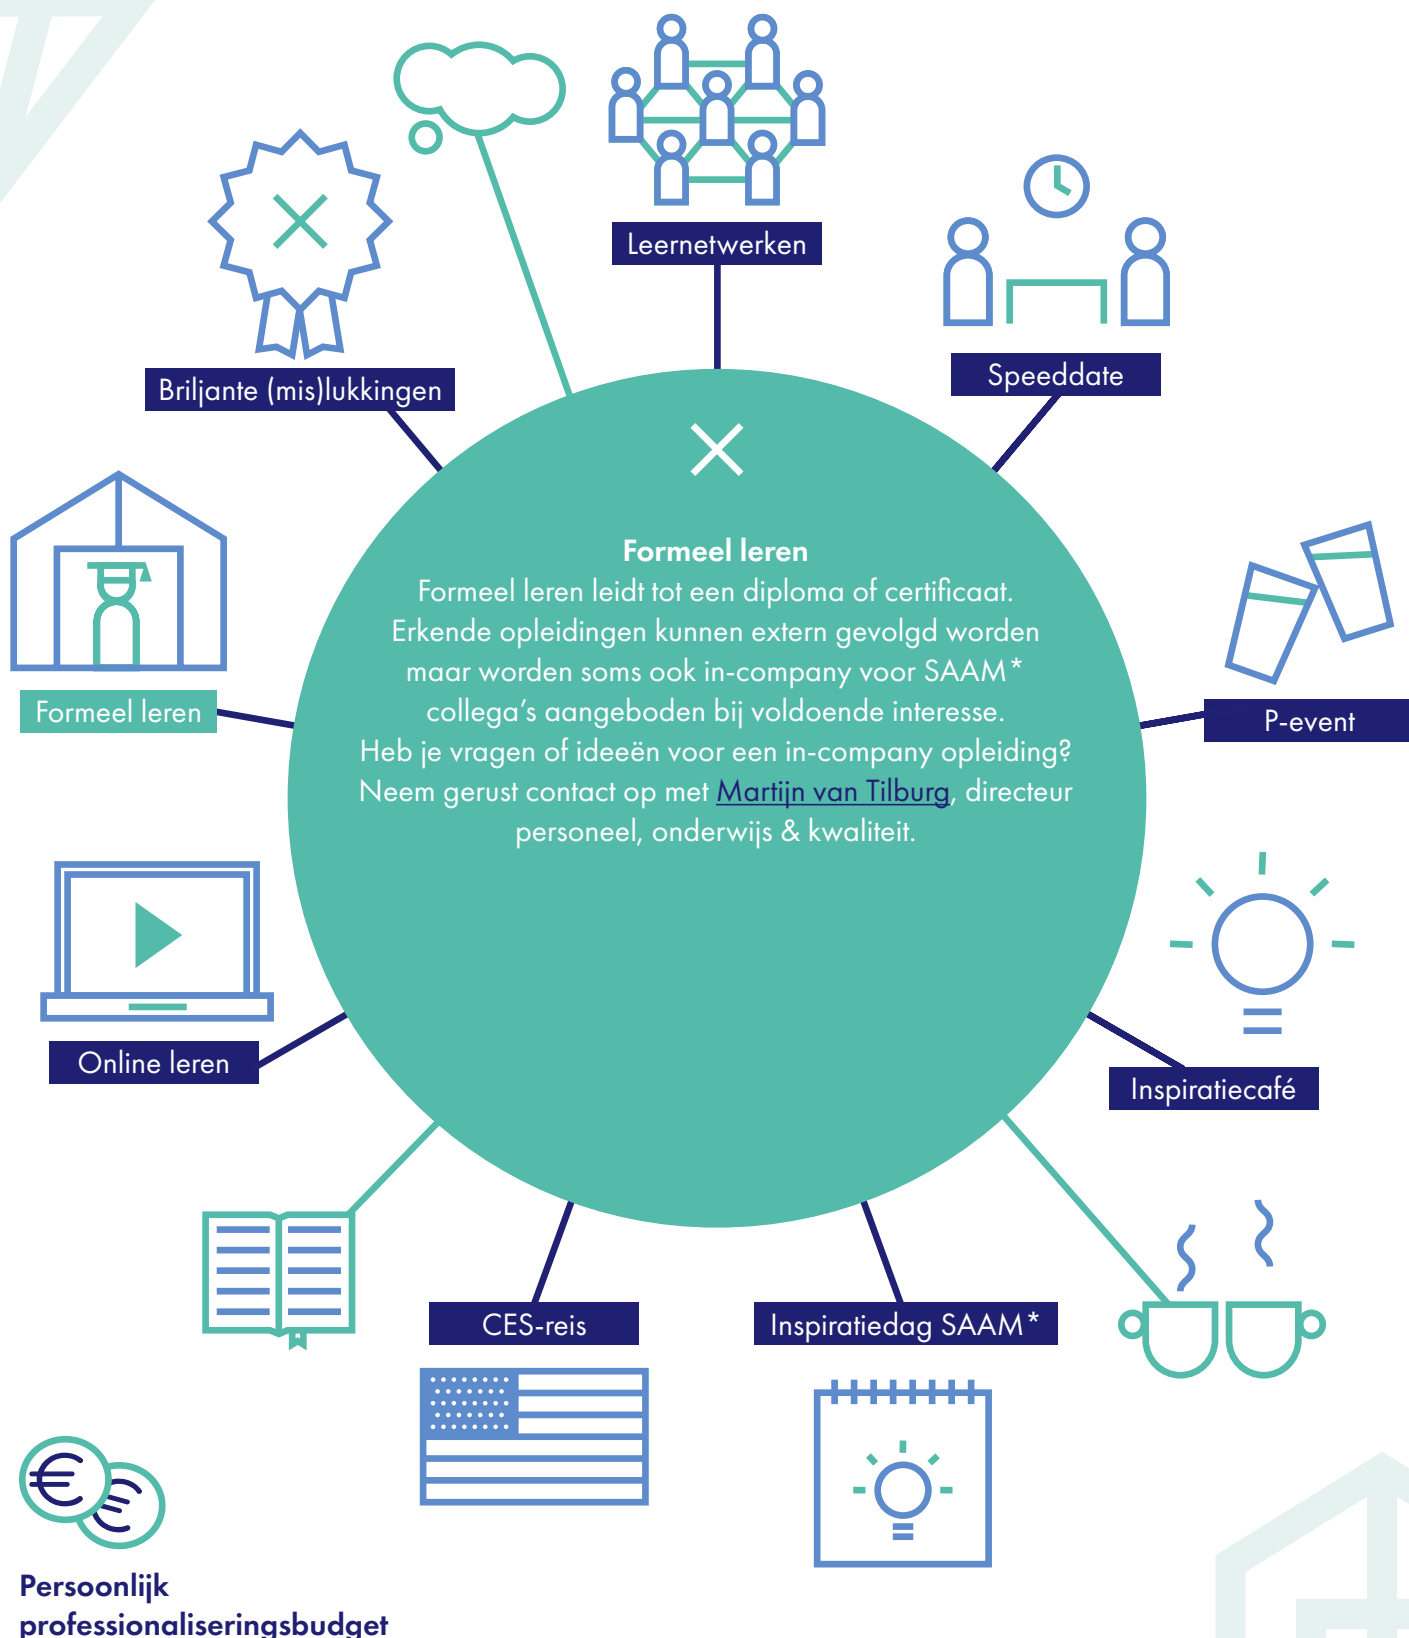 Leernetwerken
Speeddate
Briljante (mis)lukkingen
Formeel leren
Formeel leren leidt tot een diploma of certificaat.
Erkende opleidingen kunnen extern gevolgd worden
maar worden soms ook in-company voor SAAM*
collega’s aangeboden bij voldoende interesse.
Heb je vragen of ideeën voor een in-company opleiding?
Neem gerust contact op met Martijn van Tilburg, directeur
personeel, onderwijs & kwaliteit.
Formeel leren
P-event
Online leren
Inspiratiecafé
CES-reis
Inspiratiedag SAAM*
Persoonlijk
professionaliseringsbudget